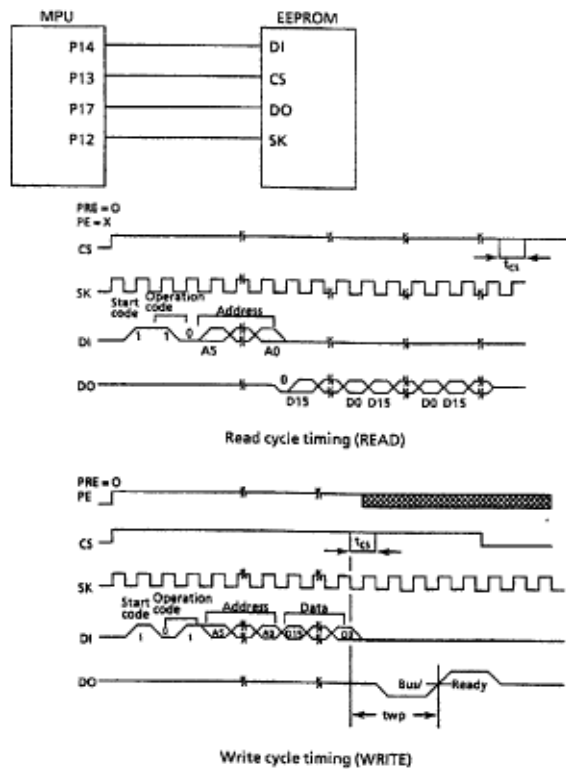 MPU EEPROM
P14 DI
P13 CS
P17 DO
P12 SK
PRE = O
PE = X
CS
tcs
SK
Start code Operation code Address
DI 1 1 0 A5 A0
DO 0 D15 D0 D15 D0 D15
Read cycle timing (READ)
PRE = O
PE
CS
tcs
SK
Start code Operation code Address Data
DI 1 0 1 A5 A0 D15 D0
DO Bus/ Ready
twp
Write cycle timing (WRITE)